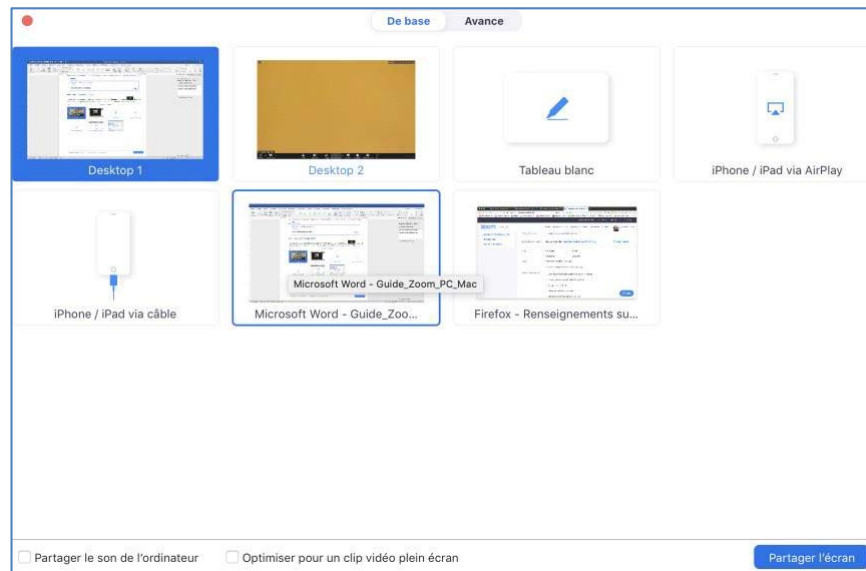 De base Avance
Desktop 1
Desktop 2
Tableau blanc
iPhone / iPad via AirPlay
iPhone / iPad via câble
Microsoft Word - Guide_Zoo...
Microsoft Word - Guide_Zoom_PC_Mac
Firefox - Renseignements su...
Partager le son de l'ordinateur
Optimiser pour un clip vidéo plein écran
Partager l'écran